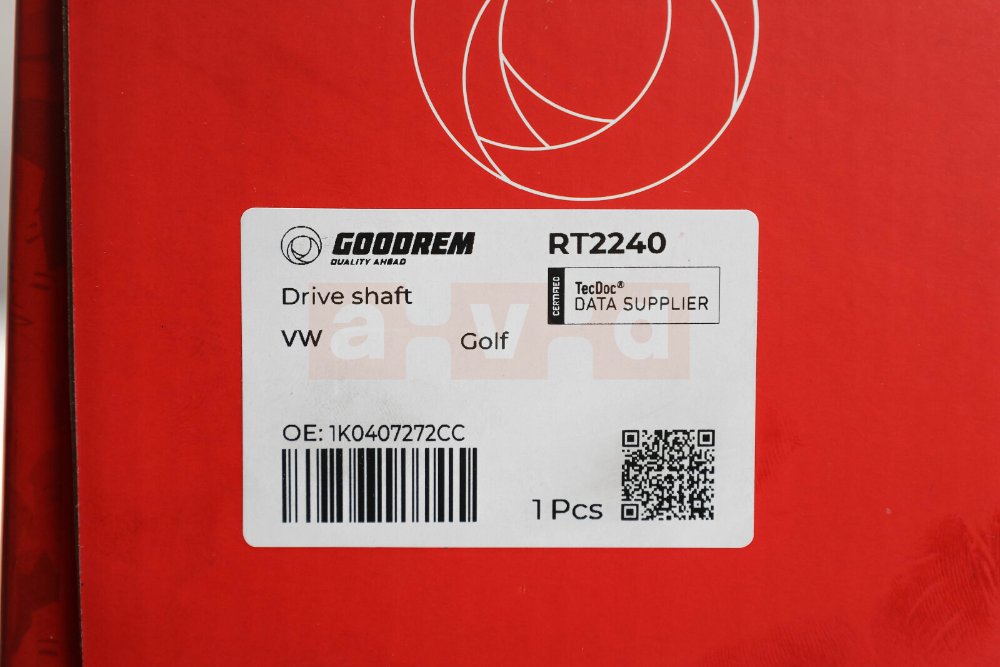 GOODREM
QUALITY AHEAD
RT2240
CERTIFIED
TecDoc®
DATA SUPPLIER
Drive shaft
VW
Golf
a.v.d
OE: 1K0407272CC
1 Pcs